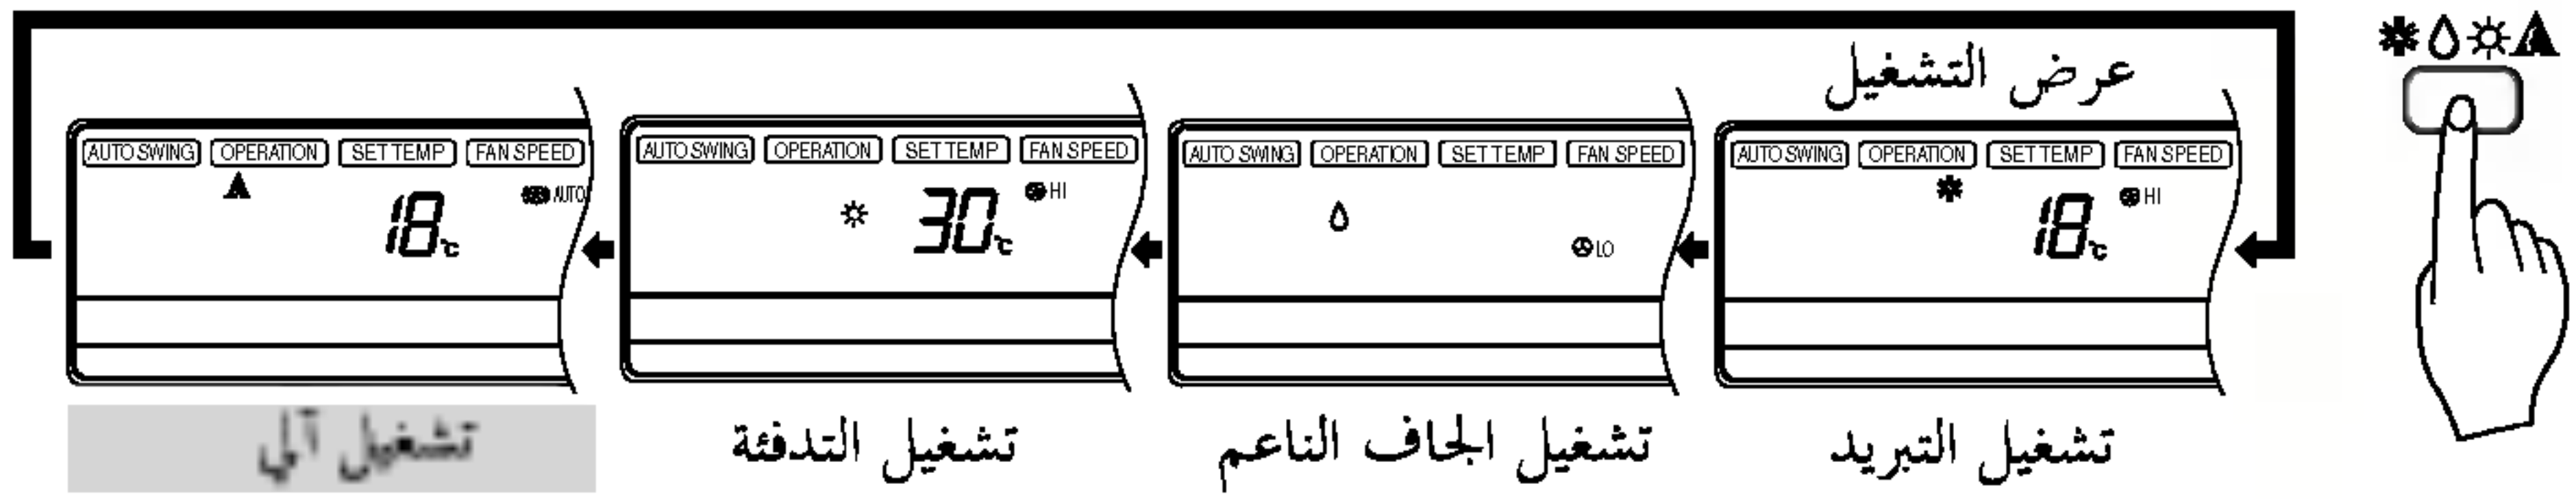 عرض التشغيل
AUTO SWING OPERATION SET TEMP FAN SPEED
18°C HI
تشغيل التبريد
AUTO SWING OPERATION SET TEMP FAN SPEED
LO
تشغيل الجاف الناعم
AUTO SWING OPERATION SET TEMP FAN SPEED
30°C HI
تشغيل التدفئة
AUTO SWING OPERATION SET TEMP FAN SPEED
18°C AUTO
تشغيل آلي